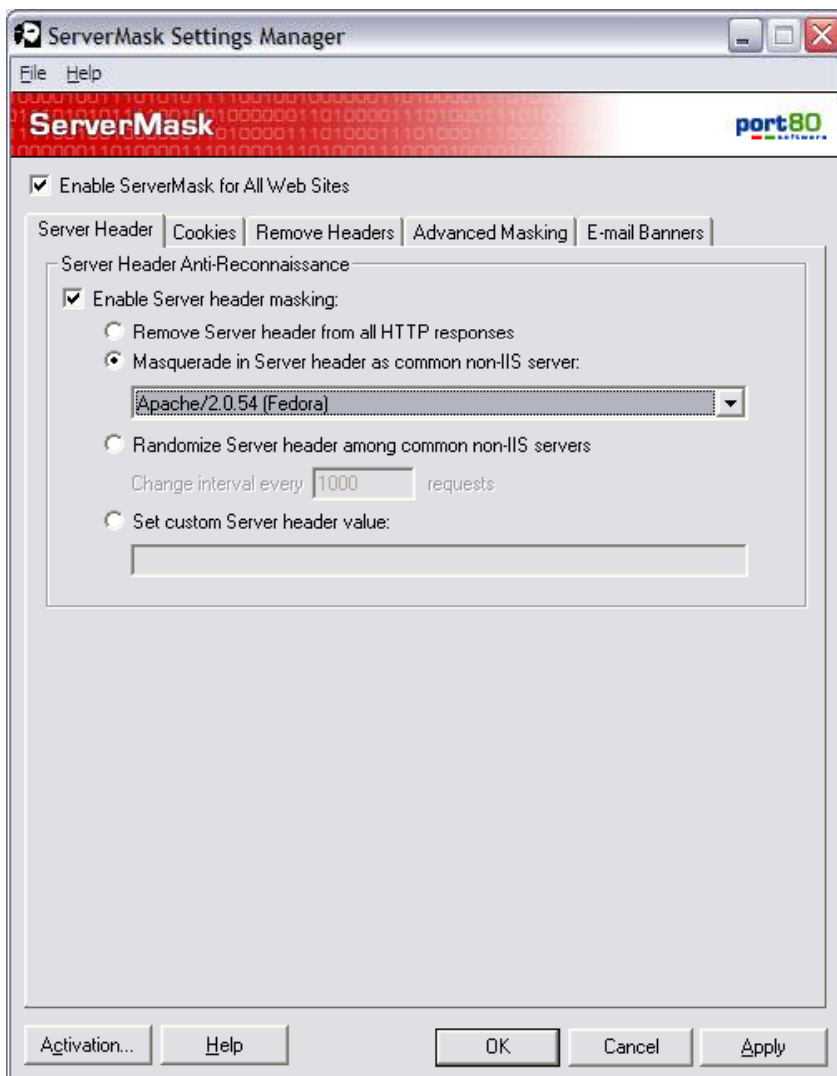 ServerMask Settings Manager
File Help
ServerMask
port80
software
Enable ServerMask for All Web Sites
Server Header Cookies Remove Headers Advanced Masking E-mail Banners
Server Header Anti-Reconnaissance
Enable Server header masking:
Remove Server header from all HTTP responses
Masquerade in Server header as common non-IIS server:
Apache/2.0.54 (Fedora)
Randomize Server header among common non-IIS servers
Change interval every 1000 requests
Set custom Server header value:
Activation... Help OK Cancel Apply